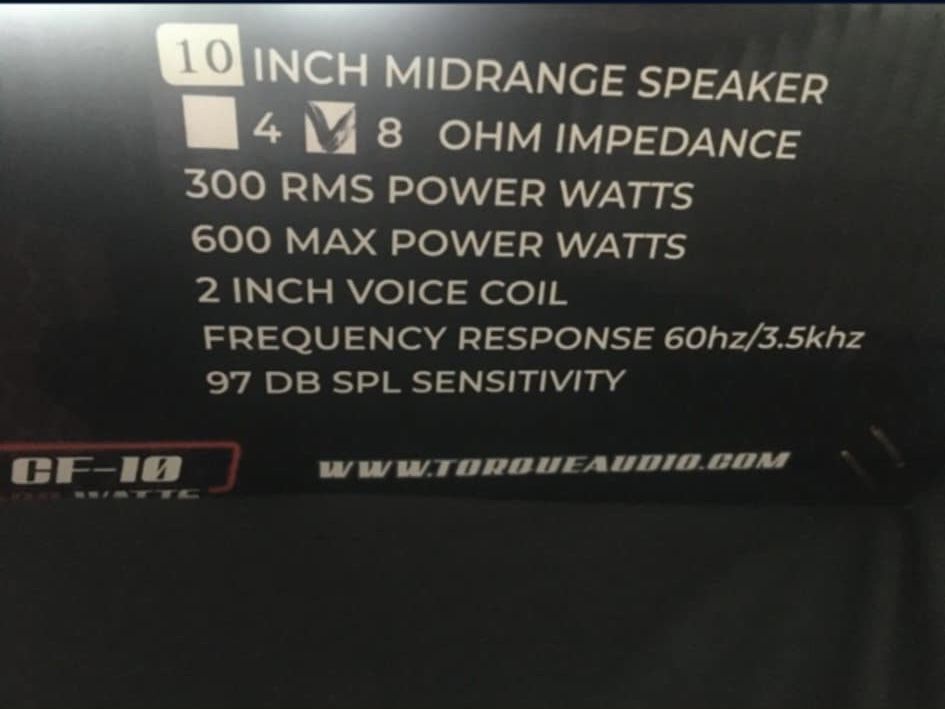 10 INCH MIDRANGE SPEAKER
4 8 OHM IMPEDANCE
300 RMS POWER WATTS
600 MAX POWER WATTS
2 INCH VOICE COIL
FREQUENCY RESPONSE 60hz/3.5khz
97 DB SPL SENSITIVITY
CF-10
WWW.TORQUEAUDIO.COM
WATTS